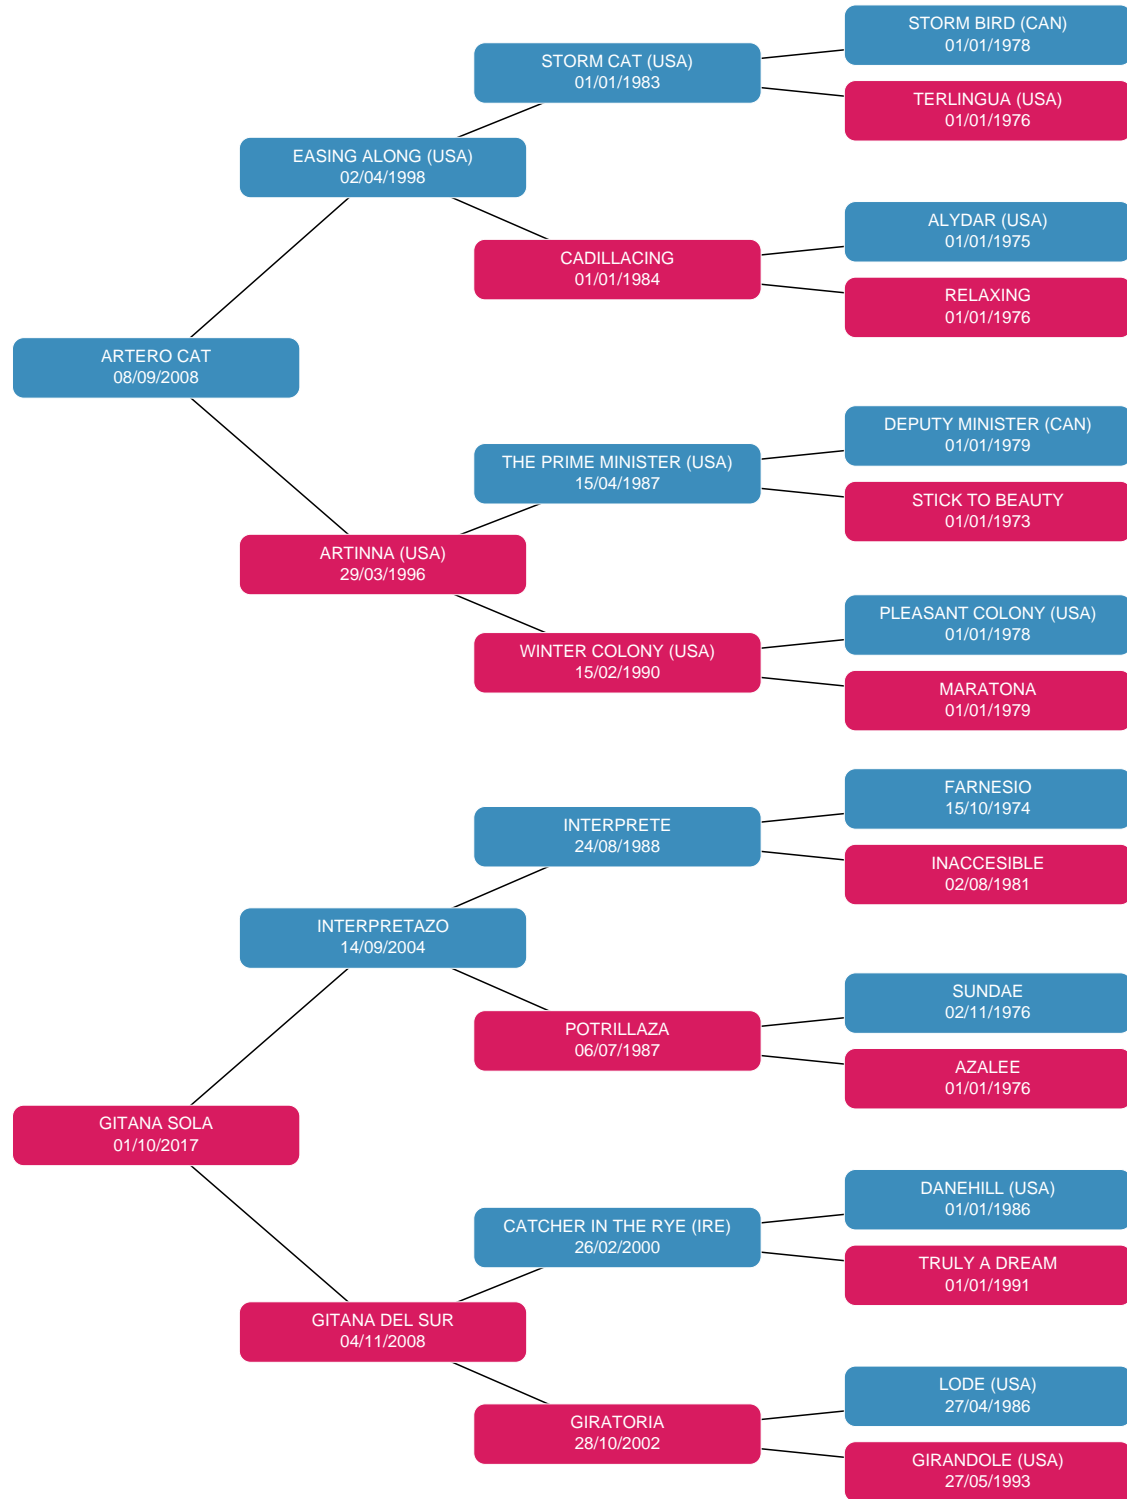 STORM BIRD (CAN)
01/01/1978
STORM CAT (USA)
01/01/1983
TERLINGUA (USA)
01/01/1976
EASING ALONG (USA)
02/04/1998
ALYDAR (USA)
01/01/1975
CADILLACING
01/01/1984
RELAXING
01/01/1976
ARTERO CAT
08/09/2008
DEPUTY MINISTER (CAN)
01/01/1979
THE PRIME MINISTER (USA)
15/04/1987
STICK TO BEAUTY
01/01/1973
ARTINNA (USA)
29/03/1996
PLEASANT COLONY (USA)
01/01/1978
WINTER COLONY (USA)
15/02/1990
MARATONA
01/01/1979
FARNESIO
15/10/1974
INTERPRETE
24/08/1988
INACCESIBLE
02/08/1981
INTERPRETAZO
14/09/2004
SUNDAE
02/11/1976
POTRILLAZA
06/07/1987
AZALEE
01/01/1976
GITANA SOLA
01/10/2017
DANEHILL (USA)
01/01/1986
CATCHER IN THE RYE (IRE)
26/02/2000
TRULY A DREAM
01/01/1991
GITANA DEL SUR
04/11/2008
LODE (USA)
27/04/1986
GIRATORIA
28/10/2002
GIRANDOLE (USA)
27/05/1993